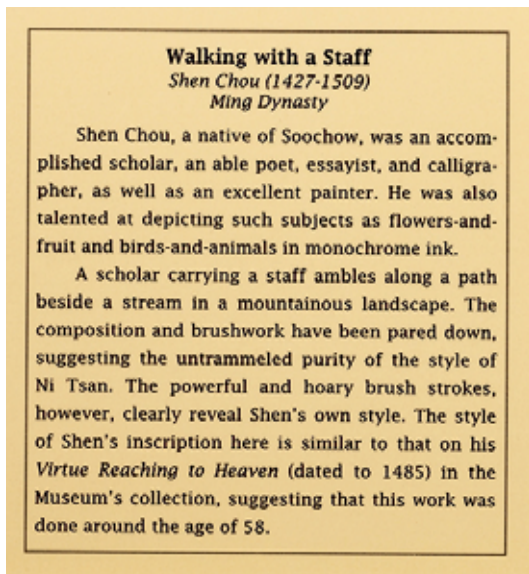 Walking with a Staff
Shen Chou (1427-1509)
Ming Dynasty
Shen Chou, a native of Soochow, was an accom-
plished scholar, an able poet, essayist, and calligra-
pher, as well as an excellent painter. He was also
talented at depicting such subjects as flowers-and-
fruit and birds-and-animals in monochrome ink.
A scholar carrying a staff ambles along a path
beside a stream in a mountainous landscape. The
composition and brushwork have been pared down,
suggesting the untrammeled purity of the style of
Ni Tsan. The powerful and hoary brush strokes,
however, clearly reveal Shen's own style. The style
of Shen's inscription here is similar to that on his
Virtue Reaching to Heaven (dated to 1485) in the
Museum's collection, suggesting that this work was
done around the age of 58.